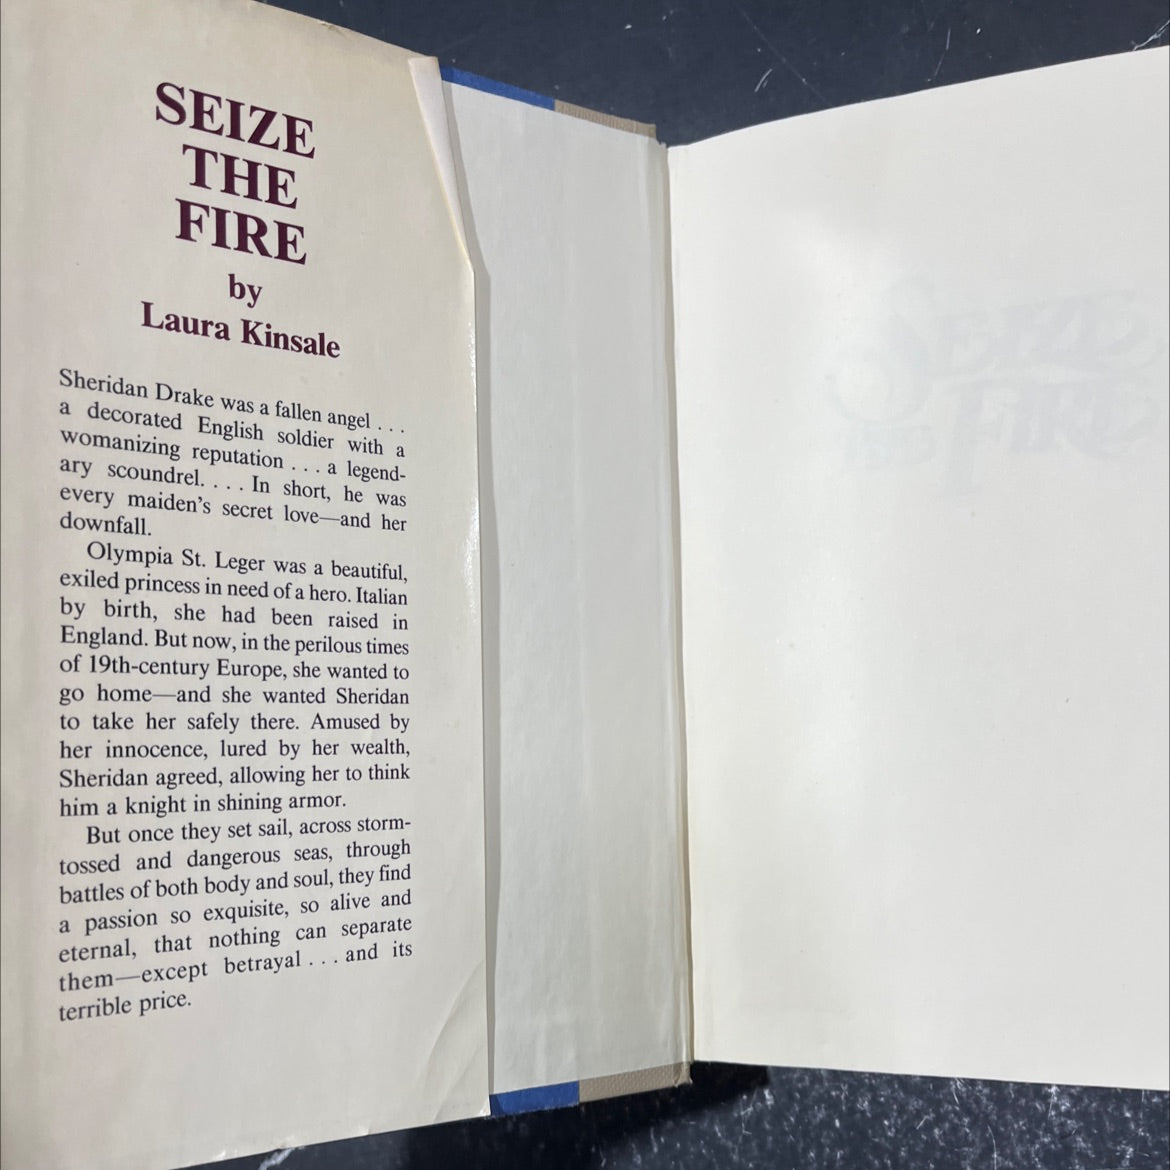 SEIZE
THE
FIRE
by
Laura Kinsale
Sheridan Drake was a fallen angel . . .
a decorated English soldier with a
womanizing reputation . . . a legend-
ary scoundrel. . . . In short, he was
every maiden's secret love—and her
downfall.
Olympia St. Leger was a beautiful,
exiled princess in need of a hero. Italian
by birth, she had been raised in
England. But now, in the perilous times
of 19th-century Europe, she wanted to
go home—and she wanted Sheridan
to take her safely there. Amused by
her innocence, lured by her wealth,
Sheridan agreed, allowing her to think
him a knight in shining armor.
But once they set sail, across storm-
tossed and dangerous seas, through
battles of both body and soul, they find
a passion so exquisite, so alive and
eternal, that nothing can separate
them—except betrayal . . . and its
terrible price.